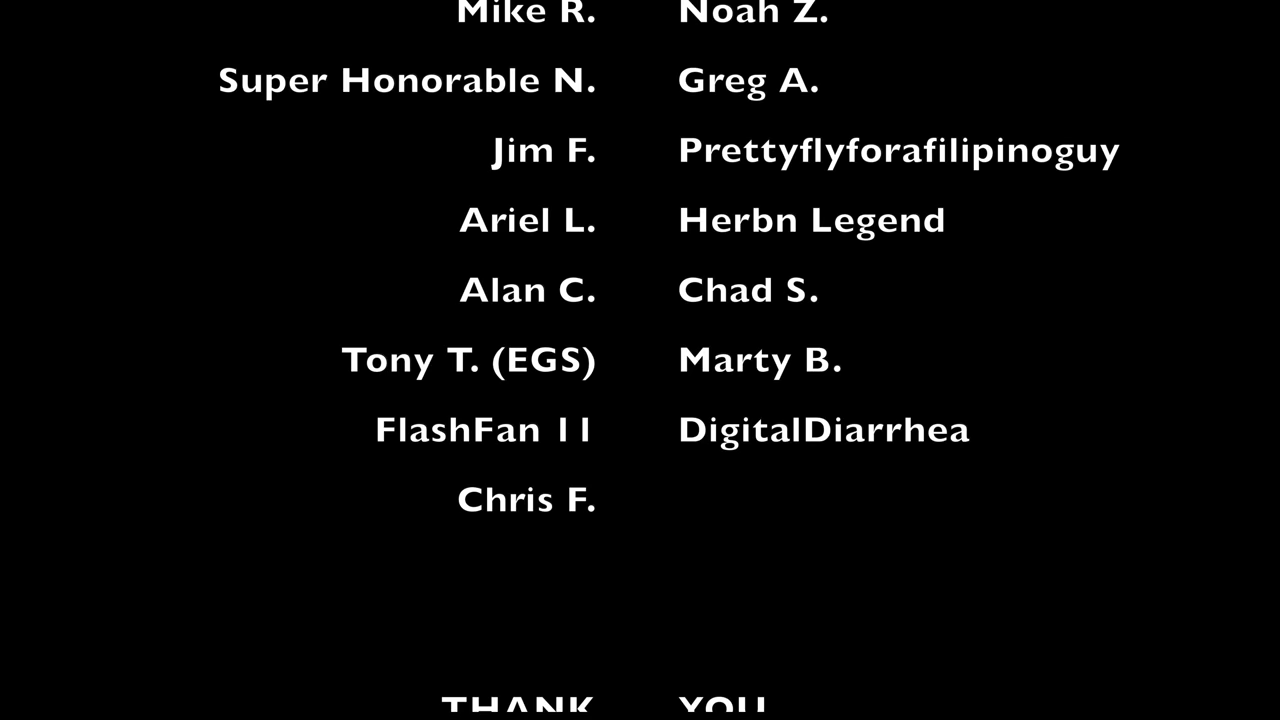 Mike R. Noah Z.
Super Honorable N. Greg A.
Jim F. Prettyflyforafilipinoguy
Ariel L. Herbn Legend
Alan C. Chad S.
Tony T. (EGS) Marty B.
FlashFan 11 DigitalDiarrhea
Chris F.
THANK YOU